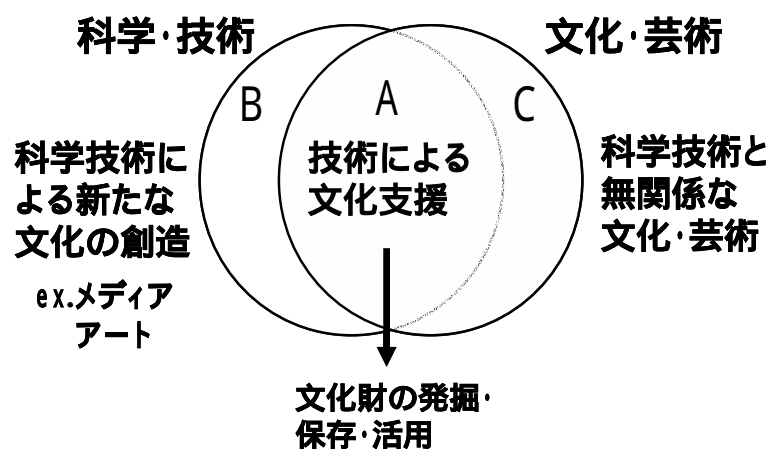 科学・技術
文化・芸術
B
A
C
科学技術に
よる新たな
文化の創造
ex.メディア
アート
技術による
文化支援
科学技術と
無関係な
文化・芸術
文化財の発掘・
保存・活用